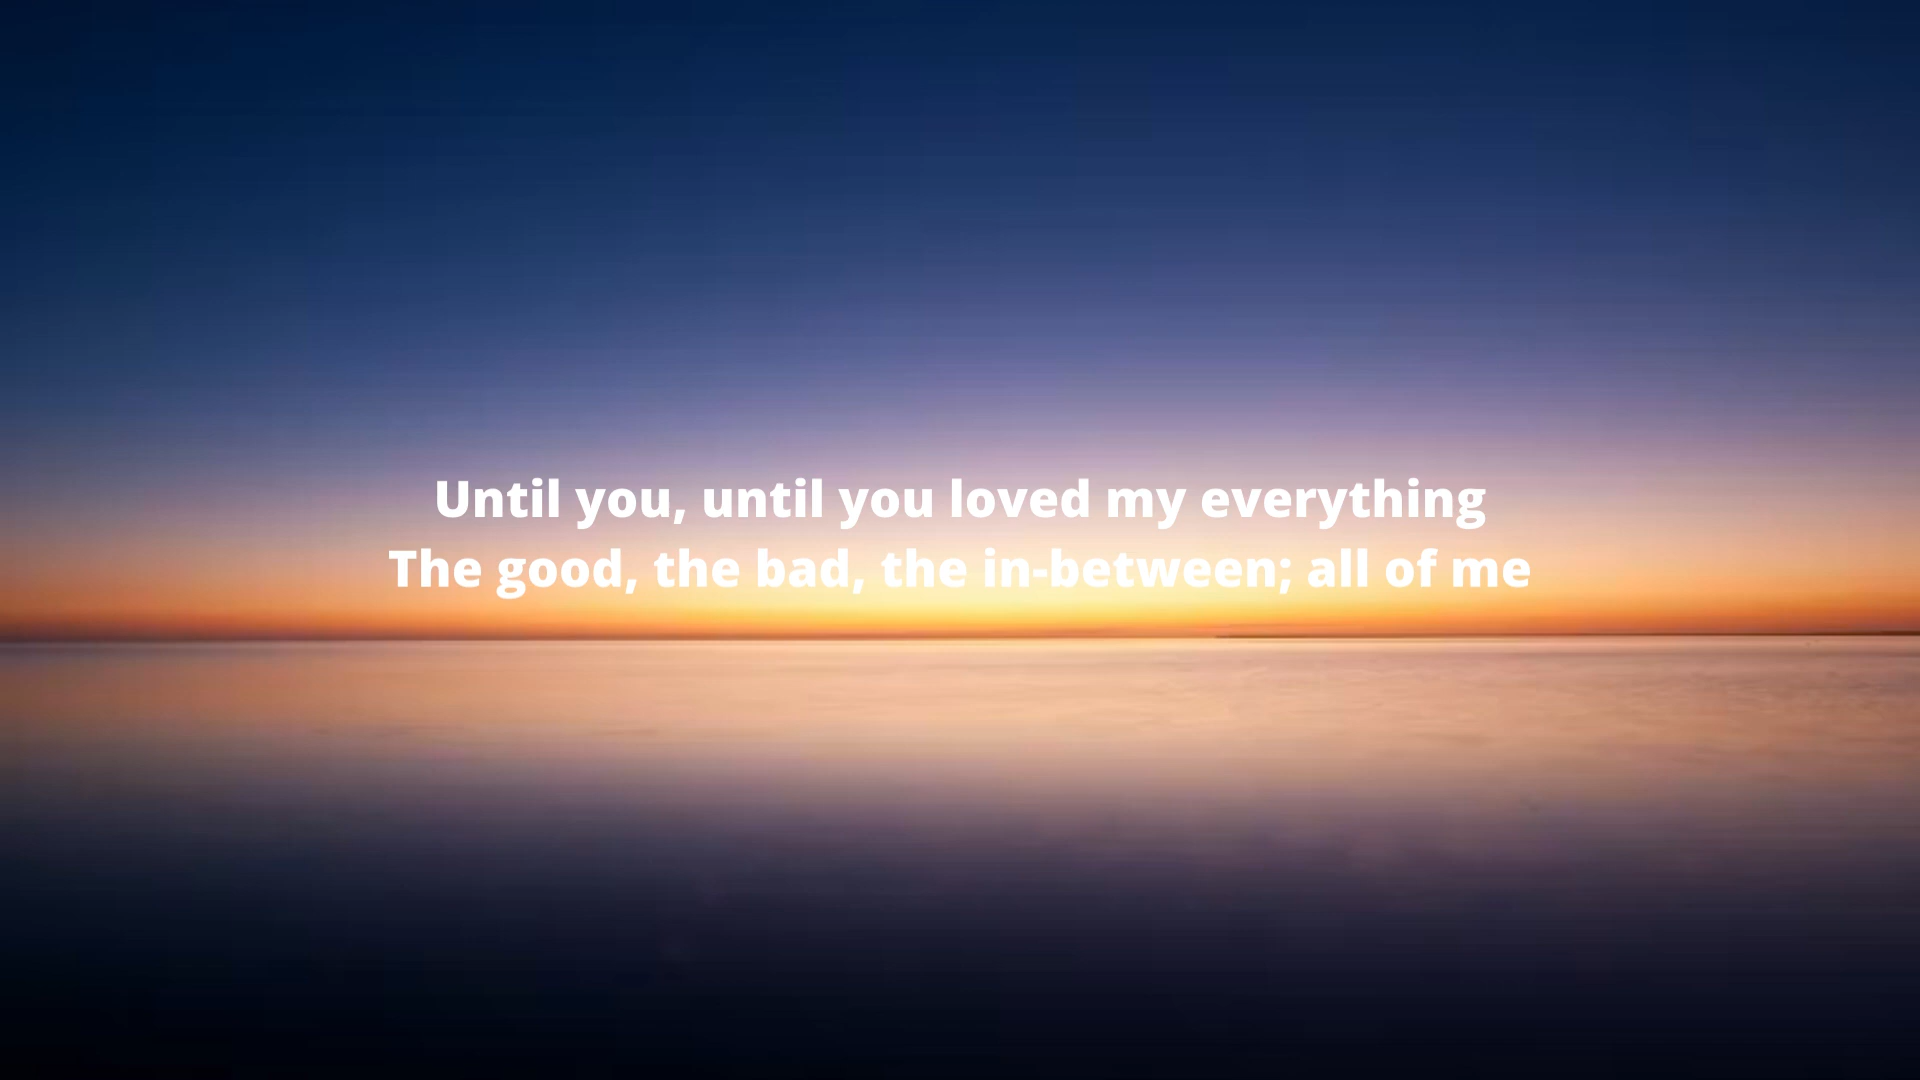 Until you, until you loved my everything
The good, the bad, the in-between; all of me